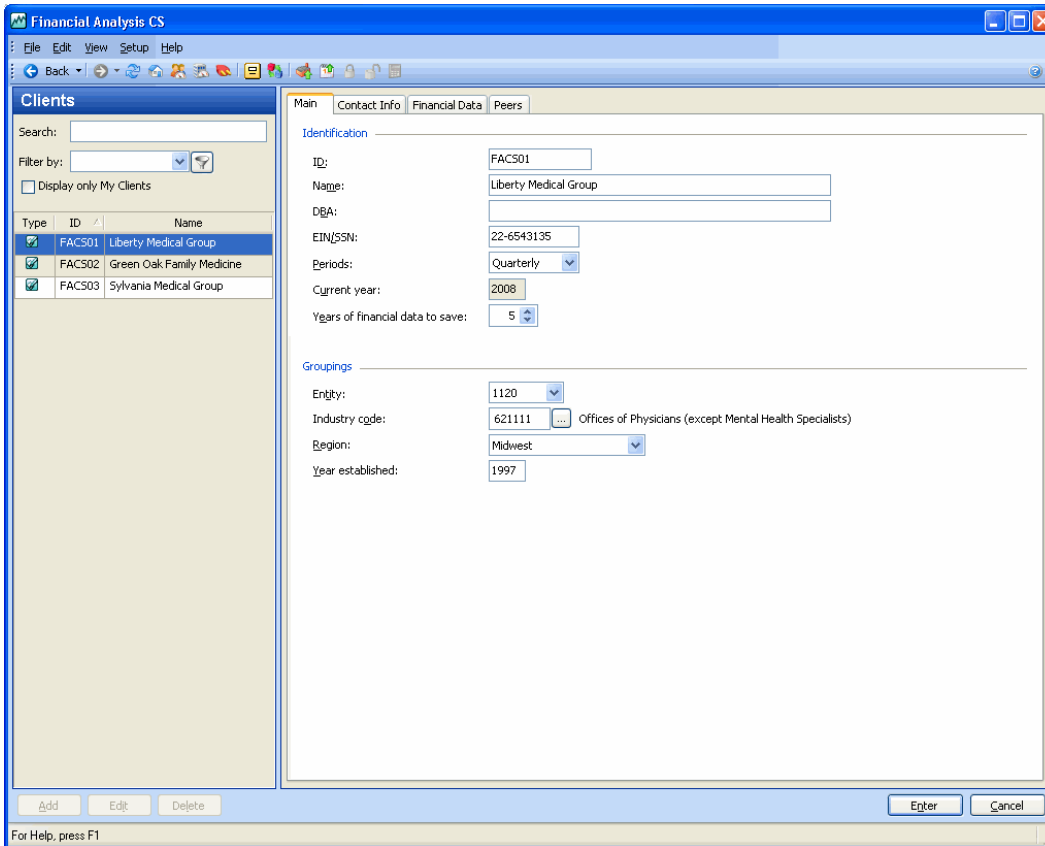 Financial Analysis CS
File Edit View Setup Help
Back
Clients
Search:
Filter by:
Display only My Clients
Type ID Name
FACS01 Liberty Medical Group
FACS02 Green Oak Family Medicine
FACS03 Sylvania Medical Group
Main Contact Info Financial Data Peers
Identification
ID: FACS01
Name: Liberty Medical Group
DBA:
EIN/SSN: 22-6543135
Periods: Quarterly
Current year: 2008
Years of financial data to save: 5
Groupings
Entity: 1120
Industry code: 621111 ... Offices of Physicians (except Mental Health Specialists)
Region: Midwest
Year established: 1997
Add Edit Delete
Enter Cancel
For Help, press F1